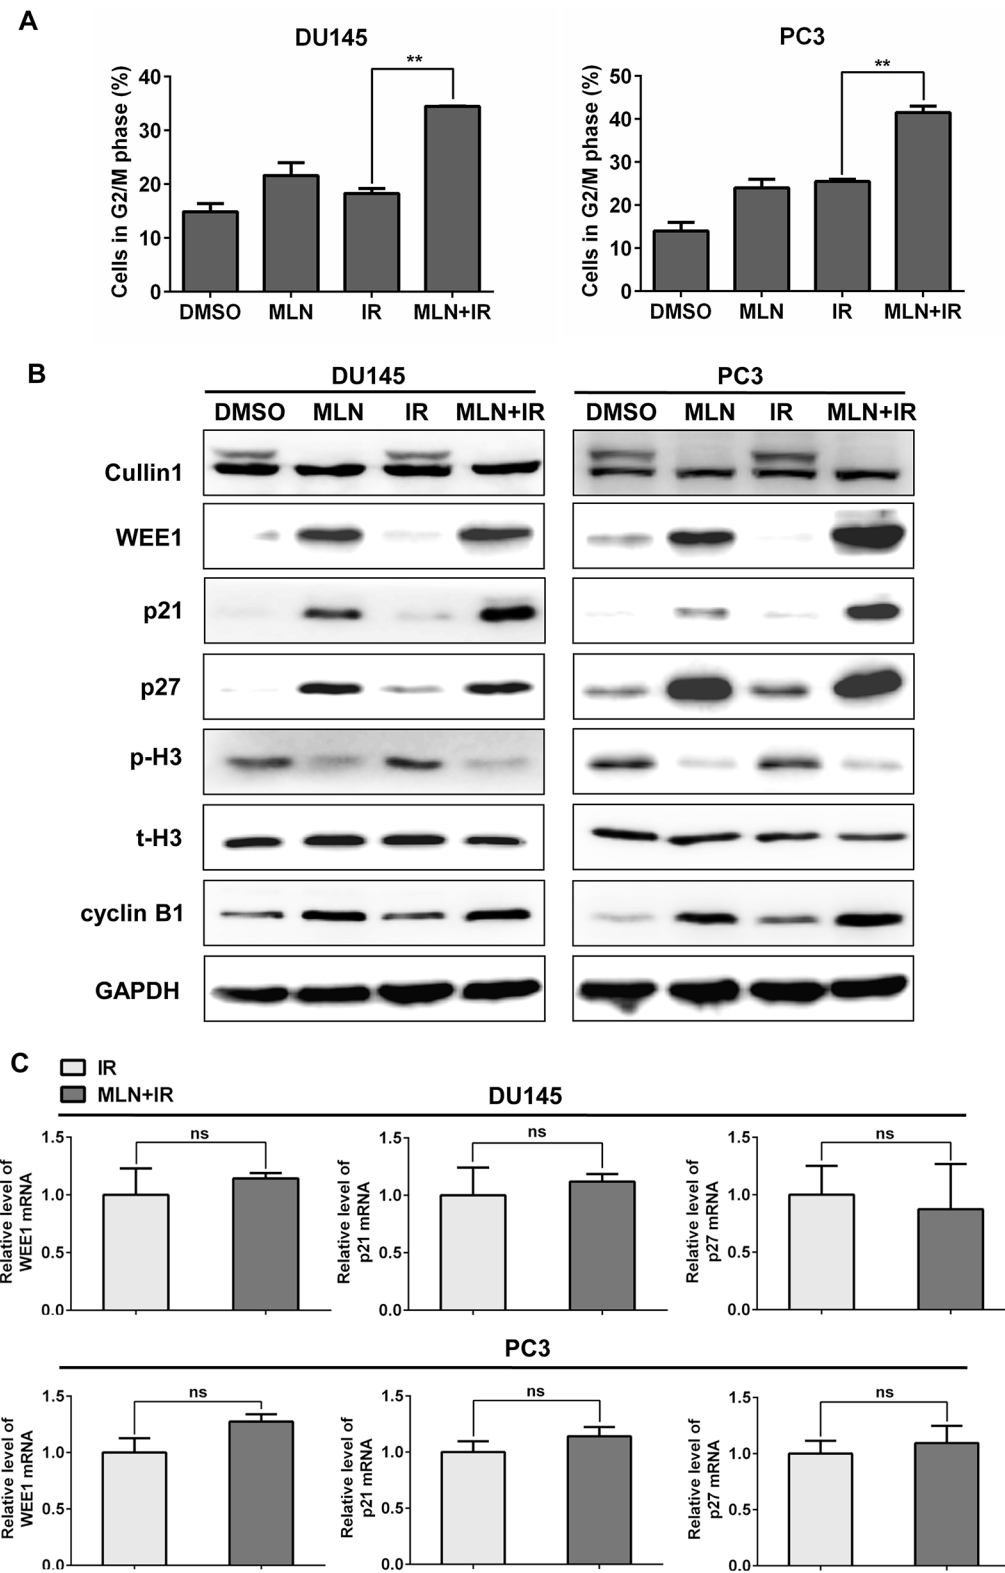 A
DU145
PC3
Cells in G2/M phase (%)
40
30
20
10
0
**
DMSO MLN IR MLN+IR
Cells in G2/M phase (%)
50
40
30
20
10
0
**
DMSO MLN IR MLN+IR
B
DU145 PC3
DMSO MLN IR MLN+IR DMSO MLN IR MLN+IR
Cullin1
WEE1
p21
p27
p-H3
t-H3
cyclin B1
GAPDH
C
IR
MLN+IR
DU145
Relative level of
WEE1 mRNA
1.5
1.0
0.5
0.0
ns
Relative level of
p21 mRNA
1.5
1.0
0.5
0.0
ns
Relative level of
p27 mRNA
1.5
1.0
0.5
0.0
ns
PC3
Relative level of
WEE1 mRNA
1.5
1.0
0.5
0.0
ns
Relative level of
p21 mRNA
1.5
1.0
0.5
0.0
ns
Relative level of
p27 mRNA
1.5
1.0
0.5
0.0
ns